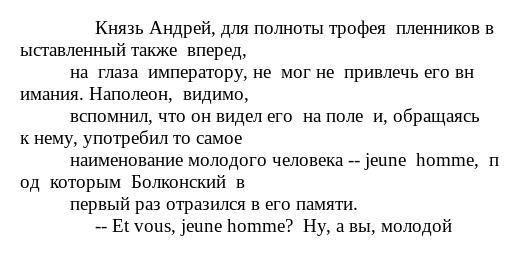 Князь Андрей, для полноты трофея  пленников в
ыставленный также  вперед,
на  глаза  императору, не  мог не  привлечь его вн
имания. Наполеон,  видимо,
вспомнил, что он видел его  на поле  и, обращаясь
к нему, употребил то самое
наименование молодого человека -- jeune  homme,  п
од  которым  Болконский  в
первый раз отразился в его памяти.
-- Et vous, jeune homme?  Ну, а вы, молодой